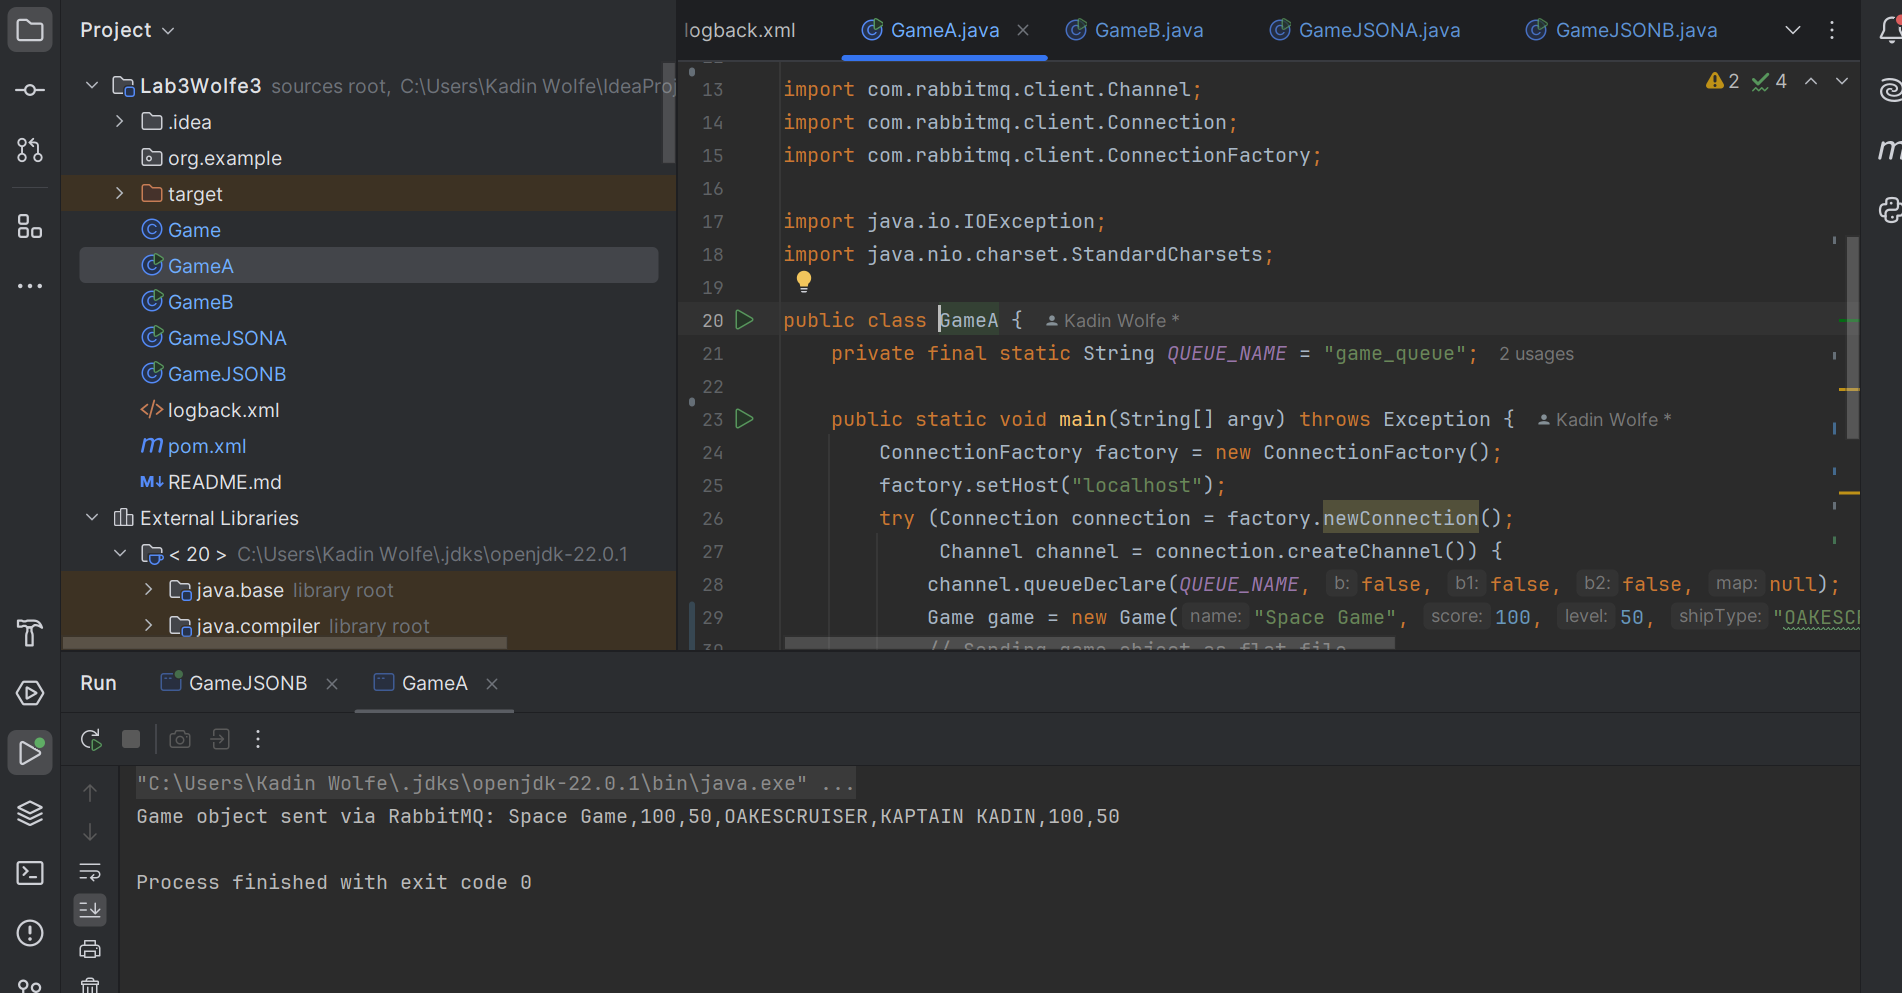 Project
Lab3Wolfe3 sources root, C:\Users\Kadin Wolfe\IdeaProj
.idea
org.example
target
Game
GameA
GameB
GameJSONA
GameJSONB
logback.xml
pom.xml
README.md
External Libraries
< 20 > C:\Users\Kadin Wolfe\.jdks\openjdk-22.0.1
java.base library root
java.compiler library root
logback.xml GameA.java GameB.java GameJSONA.java GameJSONB.java
2 4
13 import com.rabbitmq.client.Channel;
14 import com.rabbitmq.client.Connection;
15 import com.rabbitmq.client.ConnectionFactory;
16
17 import java.io.IOException;
18 import java.nio.charset.StandardCharsets;
19
20 public class GameA { Kadin Wolfe *
21 private final static String QUEUE_NAME = "game_queue"; 2 usages
22
23 public static void main(String[] argv) throws Exception { Kadin Wolfe *
24 ConnectionFactory factory = new ConnectionFactory();
25 factory.setHost("localhost");
26 try (Connection connection = factory.newConnection();
27 Channel channel = connection.createChannel()) {
28 channel.queueDeclare(QUEUE_NAME, b: false, b1: false, b2: false, map: null);
29 Game game = new Game( name: "Space Game", score: 100, level: 50, shipType: "OAKESCR
30 // Sending game object as flat file
Run GameJSONB GameA
"C:\Users\Kadin Wolfe\.jdks\openjdk-22.0.1\bin\java.exe" ...
Game object sent via RabbitMQ: Space Game,100,50,OAKESCRUISER,KAPTAIN KADIN,100,50
Process finished with exit code 0